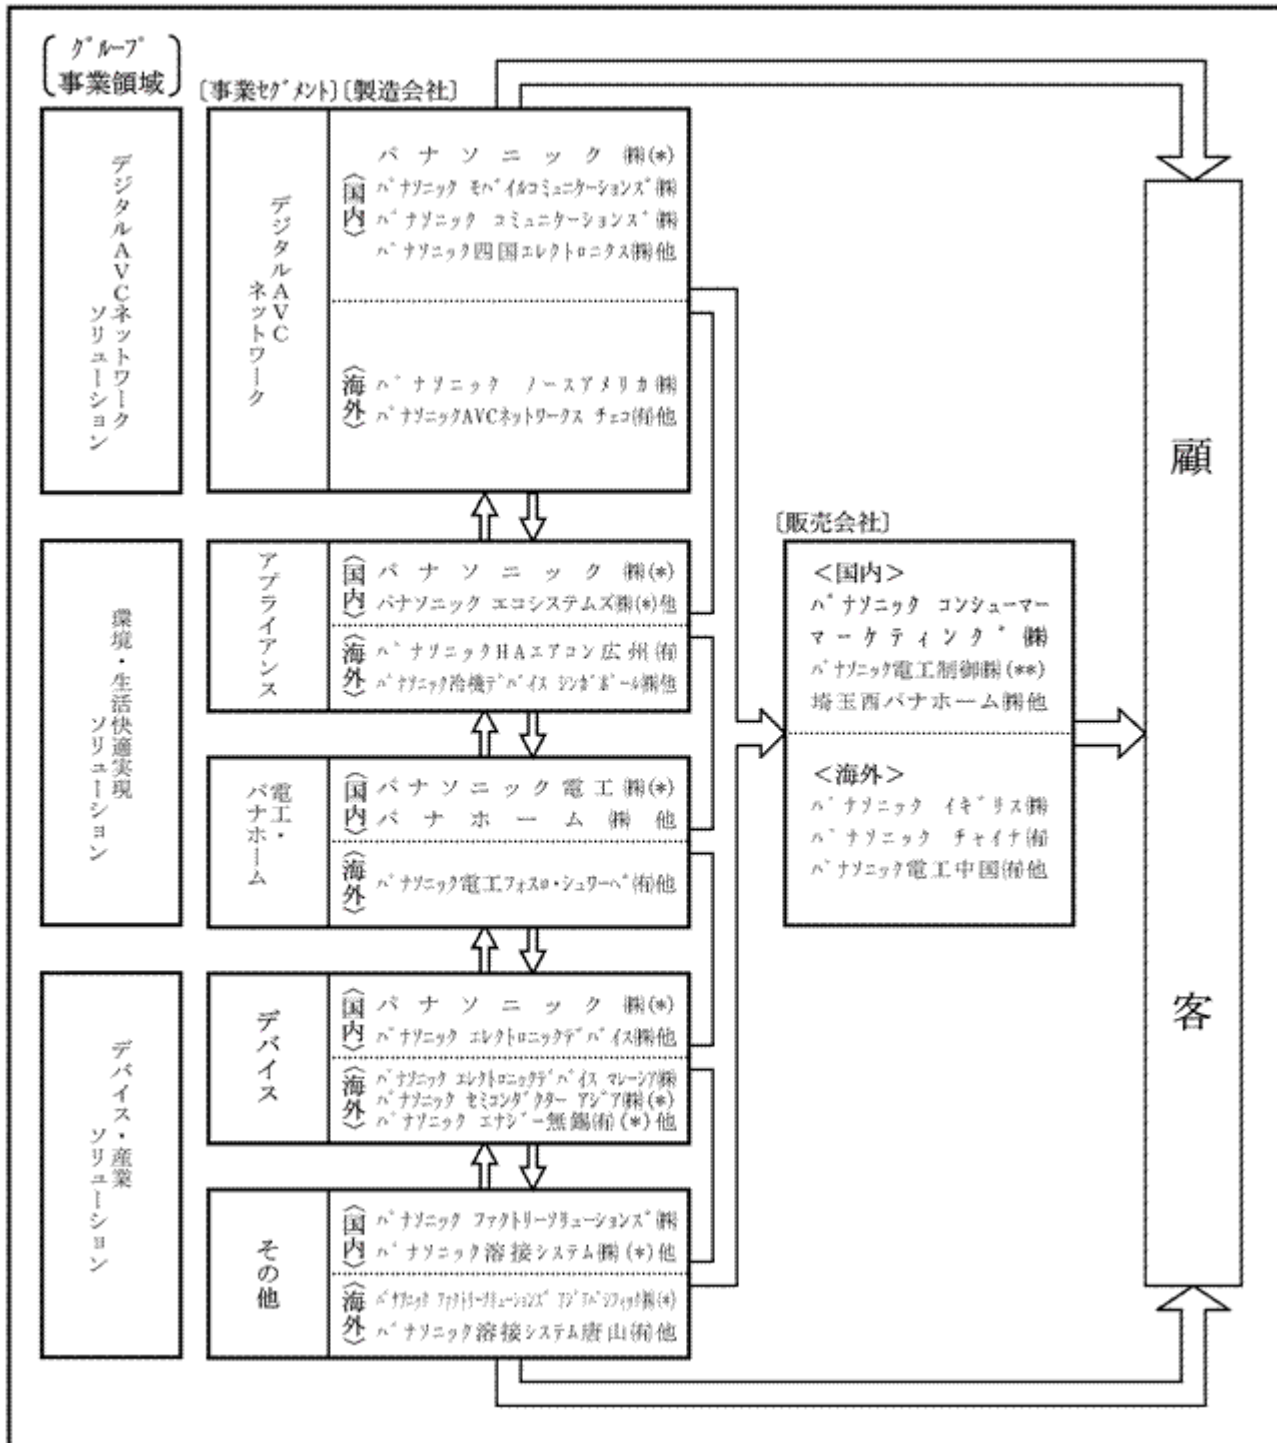 グループ
事業領域
〔事業セグメント〕〔製造会社〕
デジタルAVCネットワーク
ソリューション
デジタルAVC
ネットワーク
〈国内〉
パナソニック㈱(*)
パナソニック モバイルコミュニケーションズ㈱
パナソニック コミュニケーションズ㈱
パナソニック四国エレクトロニクス㈱他
〈海外〉
パナソニック ノースアメリカ㈱
パナソニックAVCネットワークス チェコ㈲他
環境・生活快適実現
ソリューション
アプライアンス
〈国内〉
パナソニック㈱(*)
パナソニック エコシステムズ㈱(*)他
〈海外〉
パナソニックHAエアコン広州㈲
パナソニック冷機デバイス シンガポール㈱他
電工・
パナホーム
〈国内〉
パナソニック電工㈱(*)
パナホーム㈱他
〈海外〉
パナソニック電工フォスロ・シュワーベ㈲他
デバイス・産業
ソリューション
デバイス
〈国内〉
パナソニック㈱(*)
パナソニック エレクトロニックデバイス㈱他
〈海外〉
パナソニック エレクトロニックデバイス マレーシア㈱
パナソニック セミコンダクター アジア㈱(*)
パナソニック エナジー無錫㈲(*)他
その他
〈国内〉
パナソニック ファクトリーソリューションズ㈱
パナソニック溶接システム㈱(*)他
〈海外〉
パナソニック ファクトリーソリューションズ アジアパシフィック㈱(*)
パナソニック溶接システム唐山㈲他
〔販売会社〕
＜国内＞
パナソニック コンシューマー
マーケティング㈱
パナソニック電工制御㈱(**)
埼玉西パナホーム㈱他
＜海外＞
パナソニック イギリス㈱
パナソニック チャイナ㈲
パナソニック電工中国㈲他
顧客